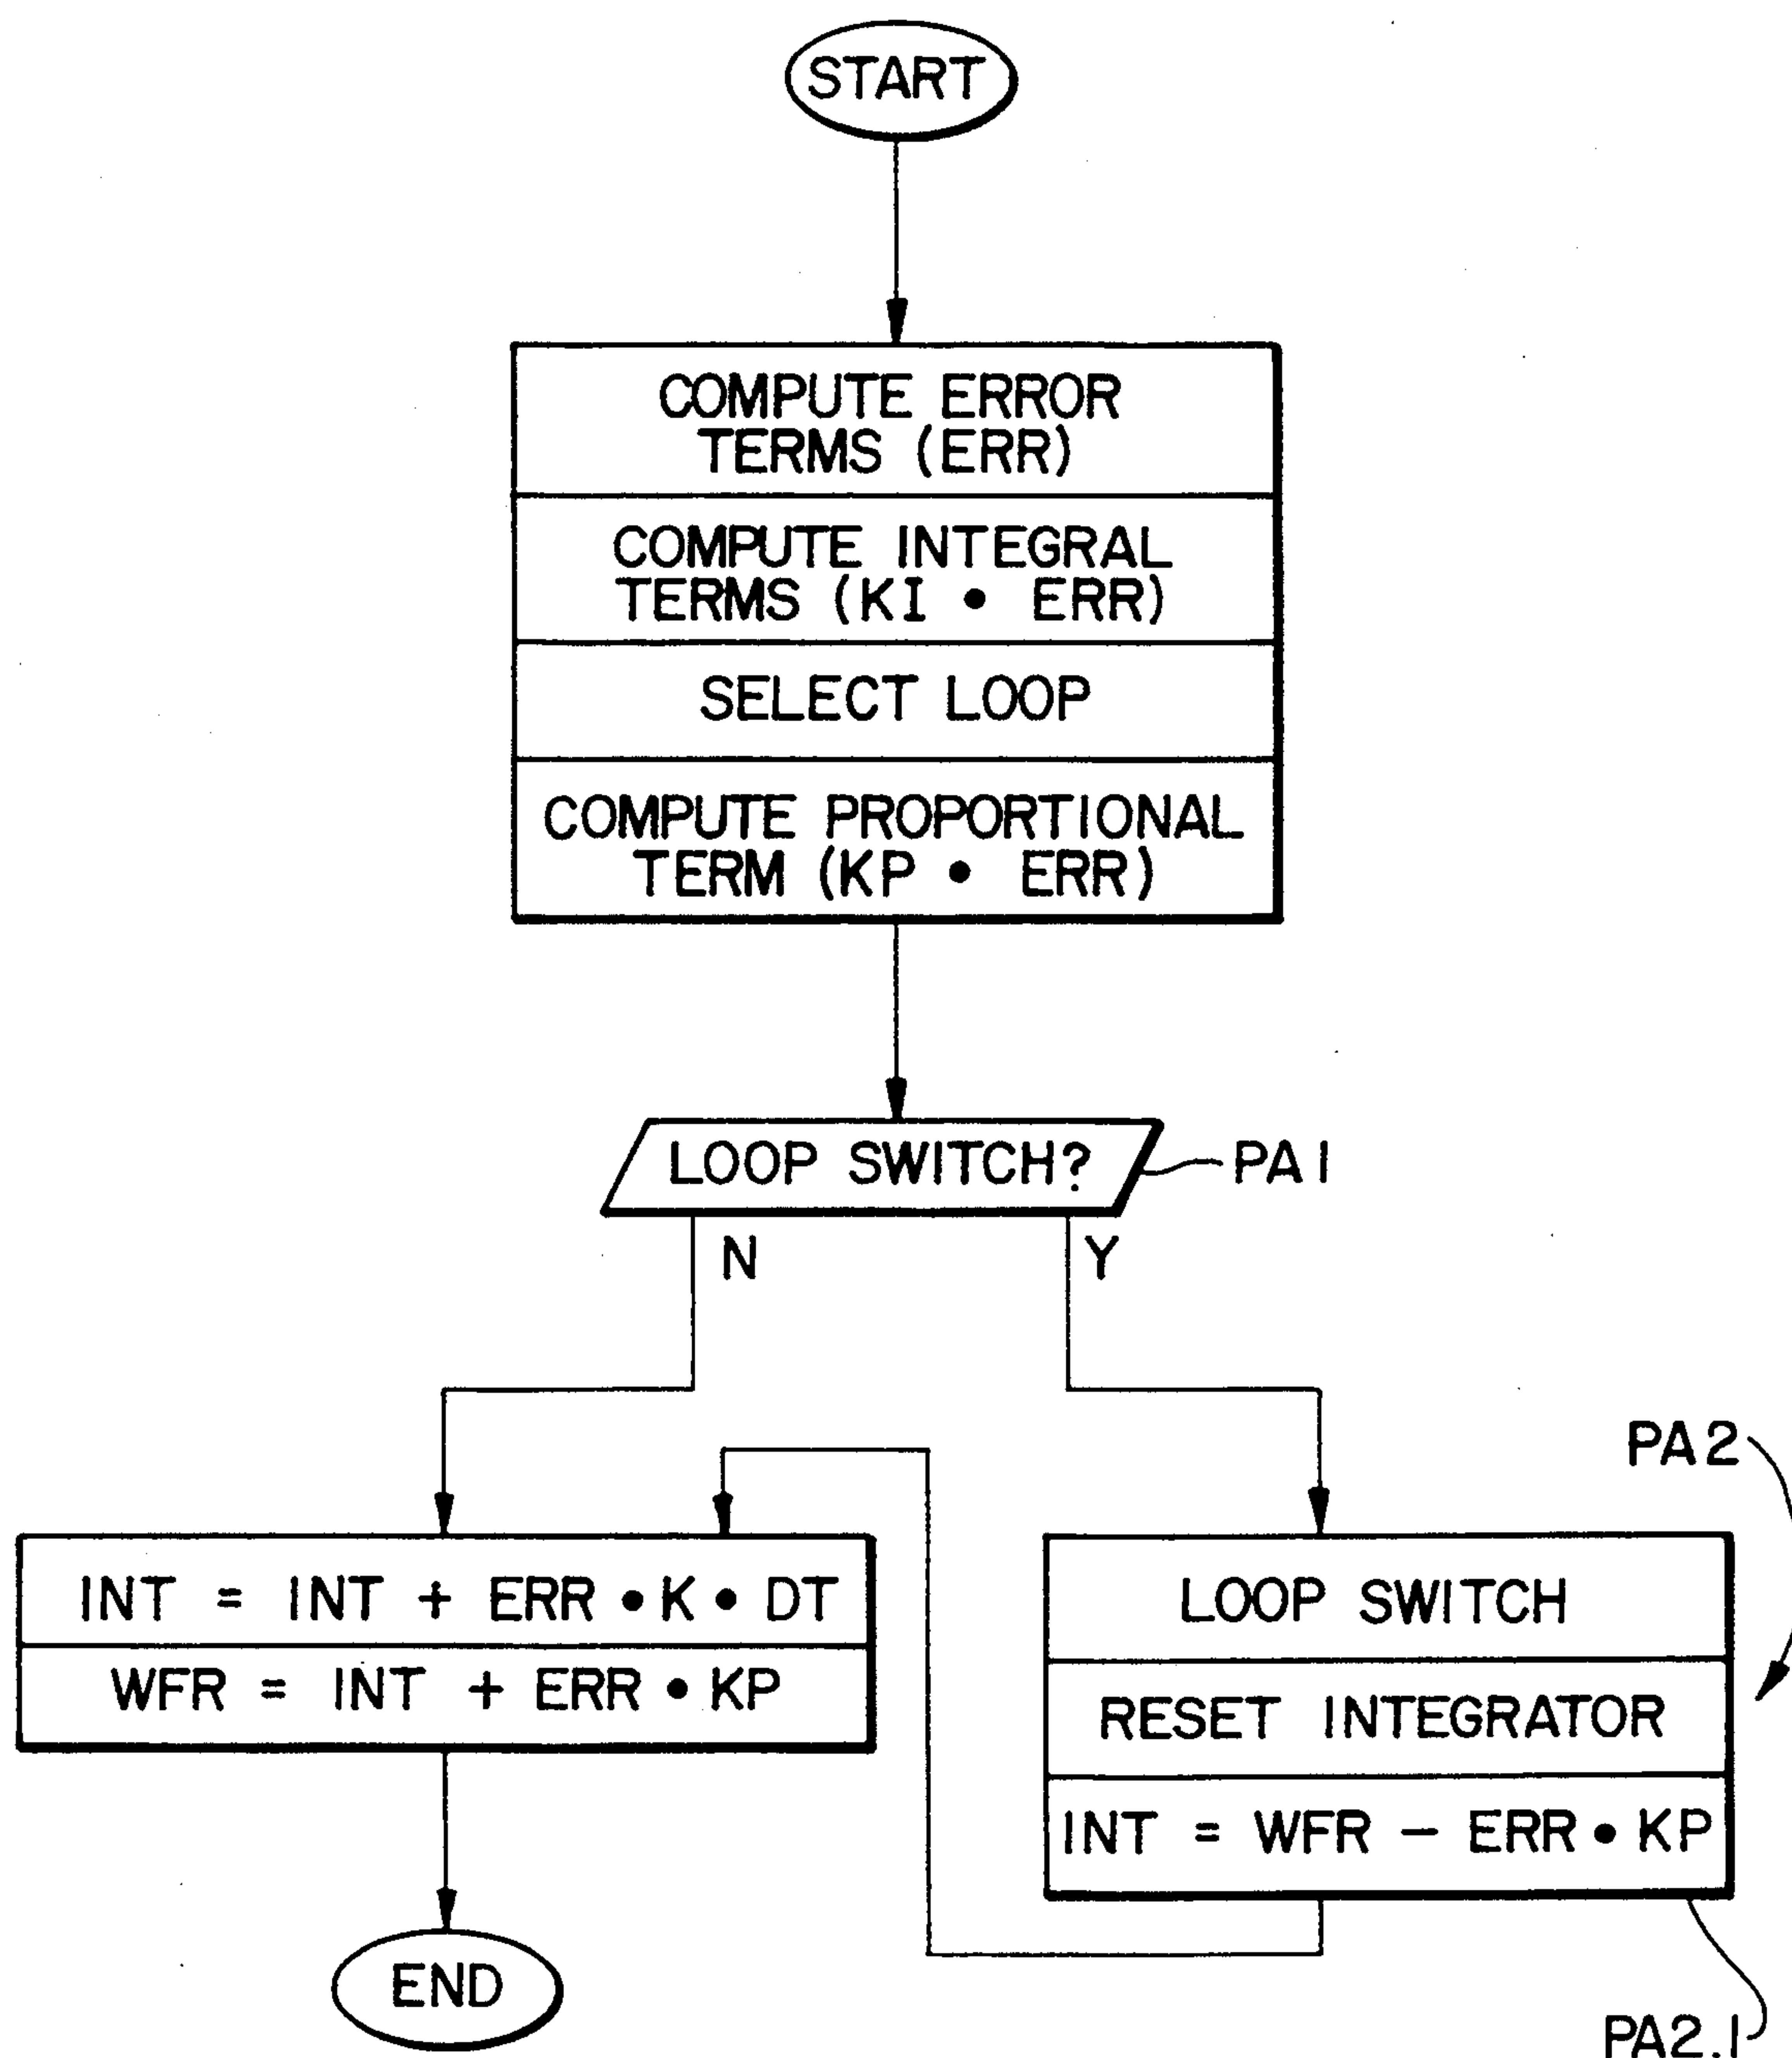 START
COMPUTE ERROR
TERMS (ERR)
COMPUTE INTEGRAL
TERMS (KI • ERR)
SELECT LOOP
COMPUTE PROPORTIONAL
TERM (KP • ERR)
LOOP SWITCH?
PA1
N
Y
PA2
INT = INT + ERR • K • DT
WFR = INT + ERR • KP
LOOP SWITCH
RESET INTEGRATOR
INT = WFR – ERR • KP
END
PA2.1